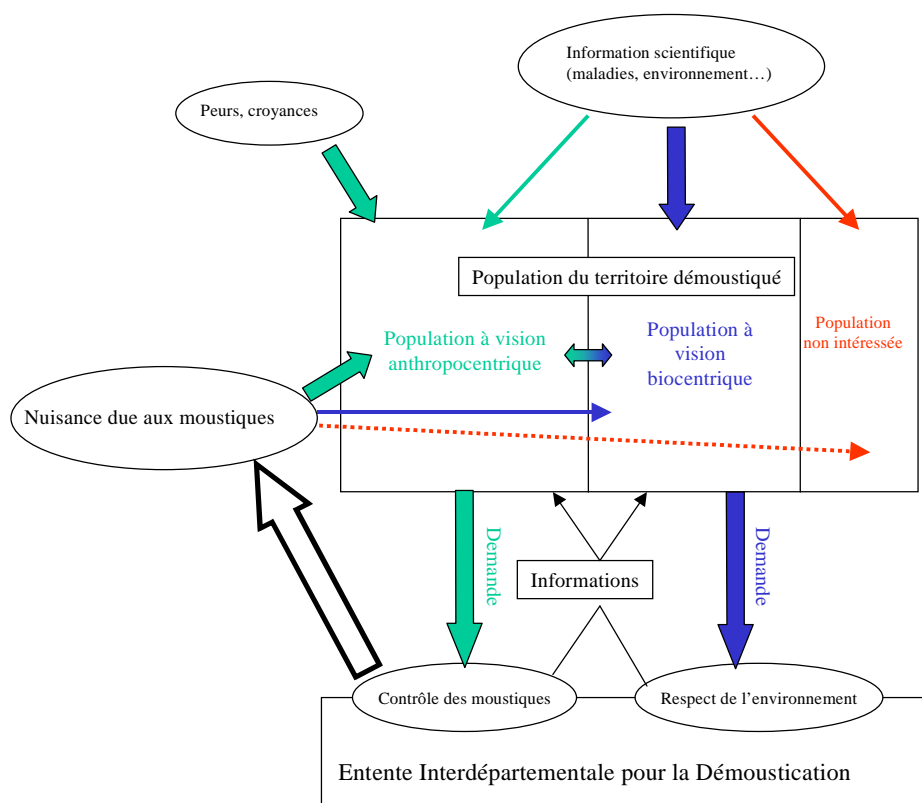 Information scientifique
(maladies, environnement…)
Peurs, croyances
Population du territoire démoustiqué
Population à vision
anthropocentrique
Population à
vision
biocentrique
Population
non intéressée
Nuisance due aux moustiques
Demande
Informations
Demande
Contrôle des moustiques
Respect de l’environnement
Entente Interdépartementale pour la Démoustication